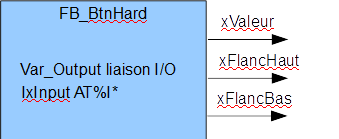 FB_BtnHard
xValeur
Var_Output liaison I/O
xFlancHaut
IxInput AT%I*
xFlancBas